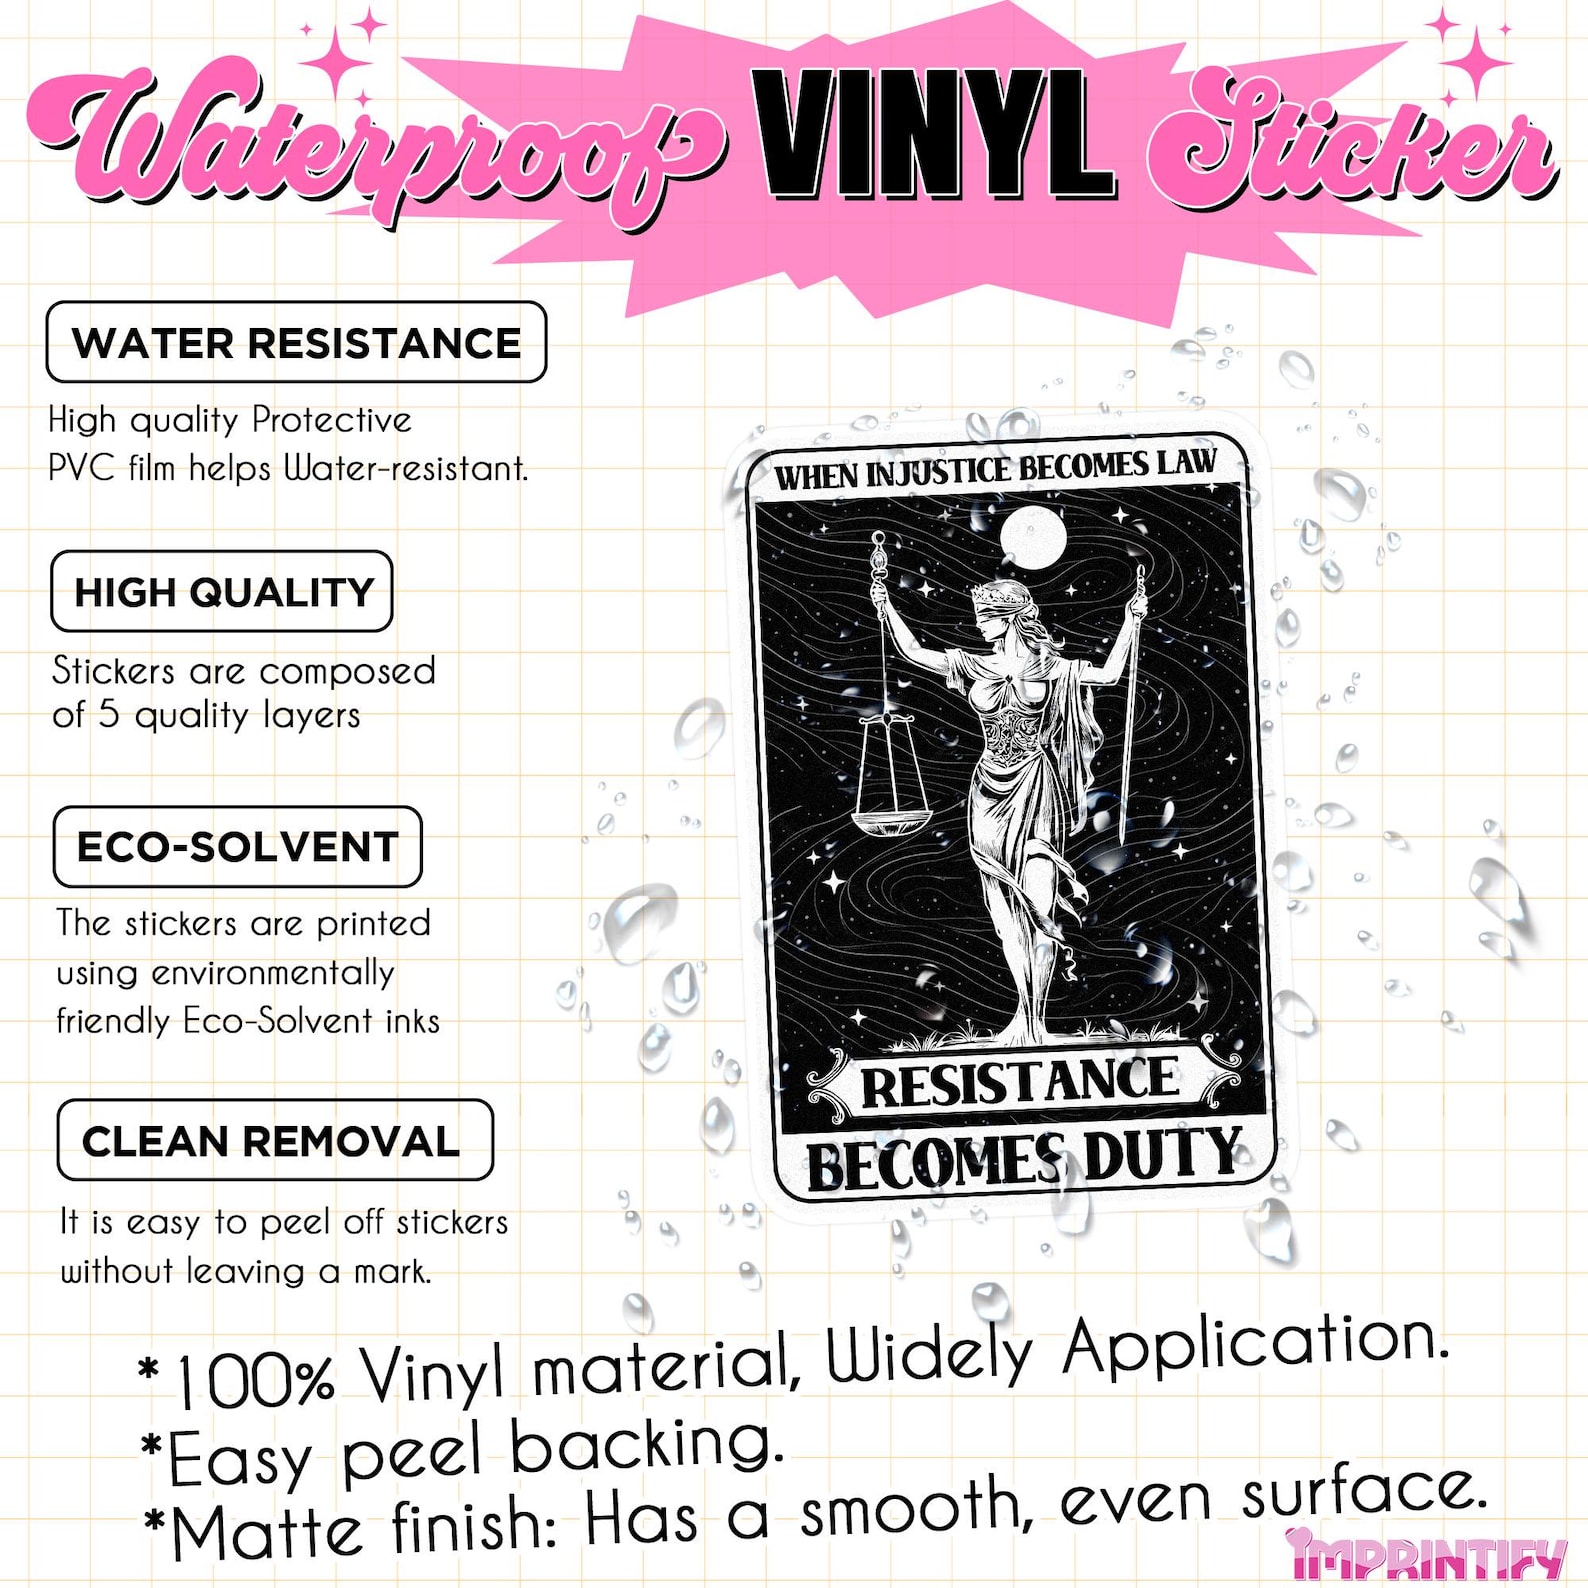 Waterproof VINYL Sticker
WATER RESISTANCE
High quality Protective
PVC film helps Water-resistant.
HIGH QUALITY
Stickers are composed
of 5 quality layers
ECO-SOLVENT
The stickers are printed
using environmentally
friendly Eco-Solvent inks
CLEAN REMOVAL
It is easy to peel off stickers
without leaving a mark.
WHEN INJUSTICE BECOMES LAW
RESISTANCE
BECOMES DUTY
* 100% Vinyl material, Widely Application.
*Easy peel backing.
*Matte finish: Has a smooth, even surface.
IMPRINTIFY